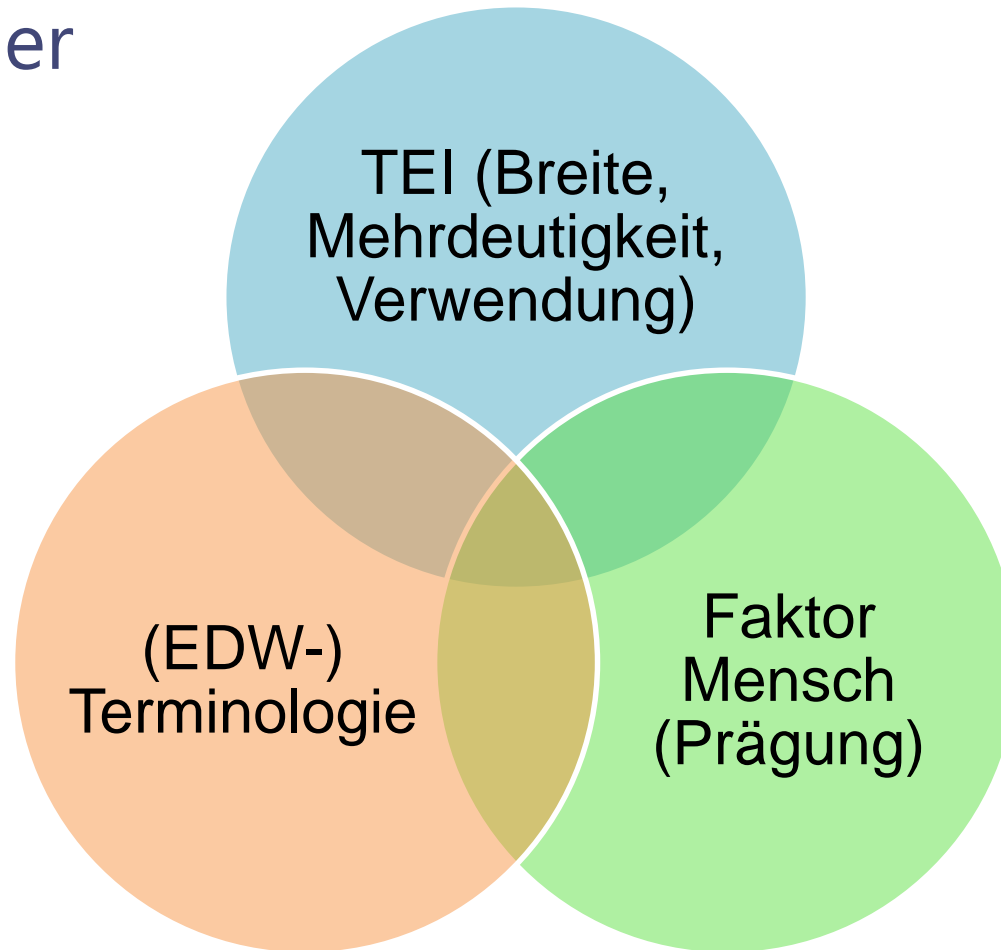 er
TEI (Breite,
Mehrdeutigkeit,
Verwendung)
(EDW-)
Terminologie
Faktor
Mensch
(Prägung)